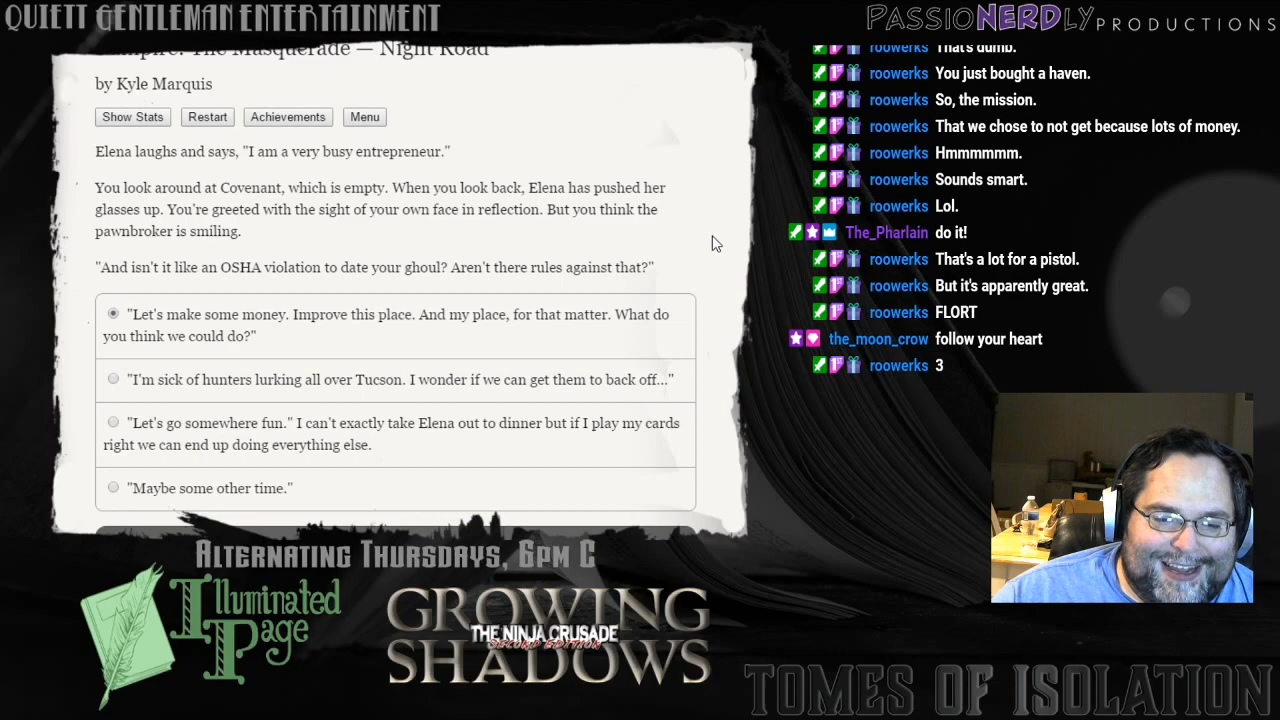 QUIETT GENTLEMAN ENTERTAINMENT
PASSIONERDLY PRODUCTIONS
Vampire: The Masquerade — Night Road
by Kyle Marquis
Show Stats Restart Achievements Menu
Elena laughs and says, "I am a very busy entrepreneur."
You look around at Covenant, which is empty. When you look back, Elena has pushed her
glasses up. You're greeted with the sight of your own face in reflection. But you think the
pawnbroker is smiling.
"And isn't it like an OSHA violation to date your ghoul? Aren't there rules against that?"
"Let's make some money. Improve this place. And my place, for that matter. What do
you think we could do?"
"I'm sick of hunters lurking all over Tucson. I wonder if we can get them to back off..."
"Let's go somewhere fun." I can't exactly take Elena out to dinner but if I play my cards
right we can end up doing everything else.
"Maybe some other time."
roowerks That's dumb.
roowerks You just bought a haven.
roowerks So, the mission.
roowerks That we chose to not get because lots of money.
roowerks Hmmmmmm.
roowerks Sounds smart.
roowerks Lol.
The_Pharlain do it!
roowerks That's a lot for a pistol.
roowerks But it's apparently great.
roowerks FLORT
the_moon_crow follow your heart
roowerks 3
ALTERNATING THURSDAYS, 6PM C
Illuminated
Page
GROWING
THE NINJA CRUSADE
SECOND EDITION
SHADOWS
TOMES OF ISOLATION